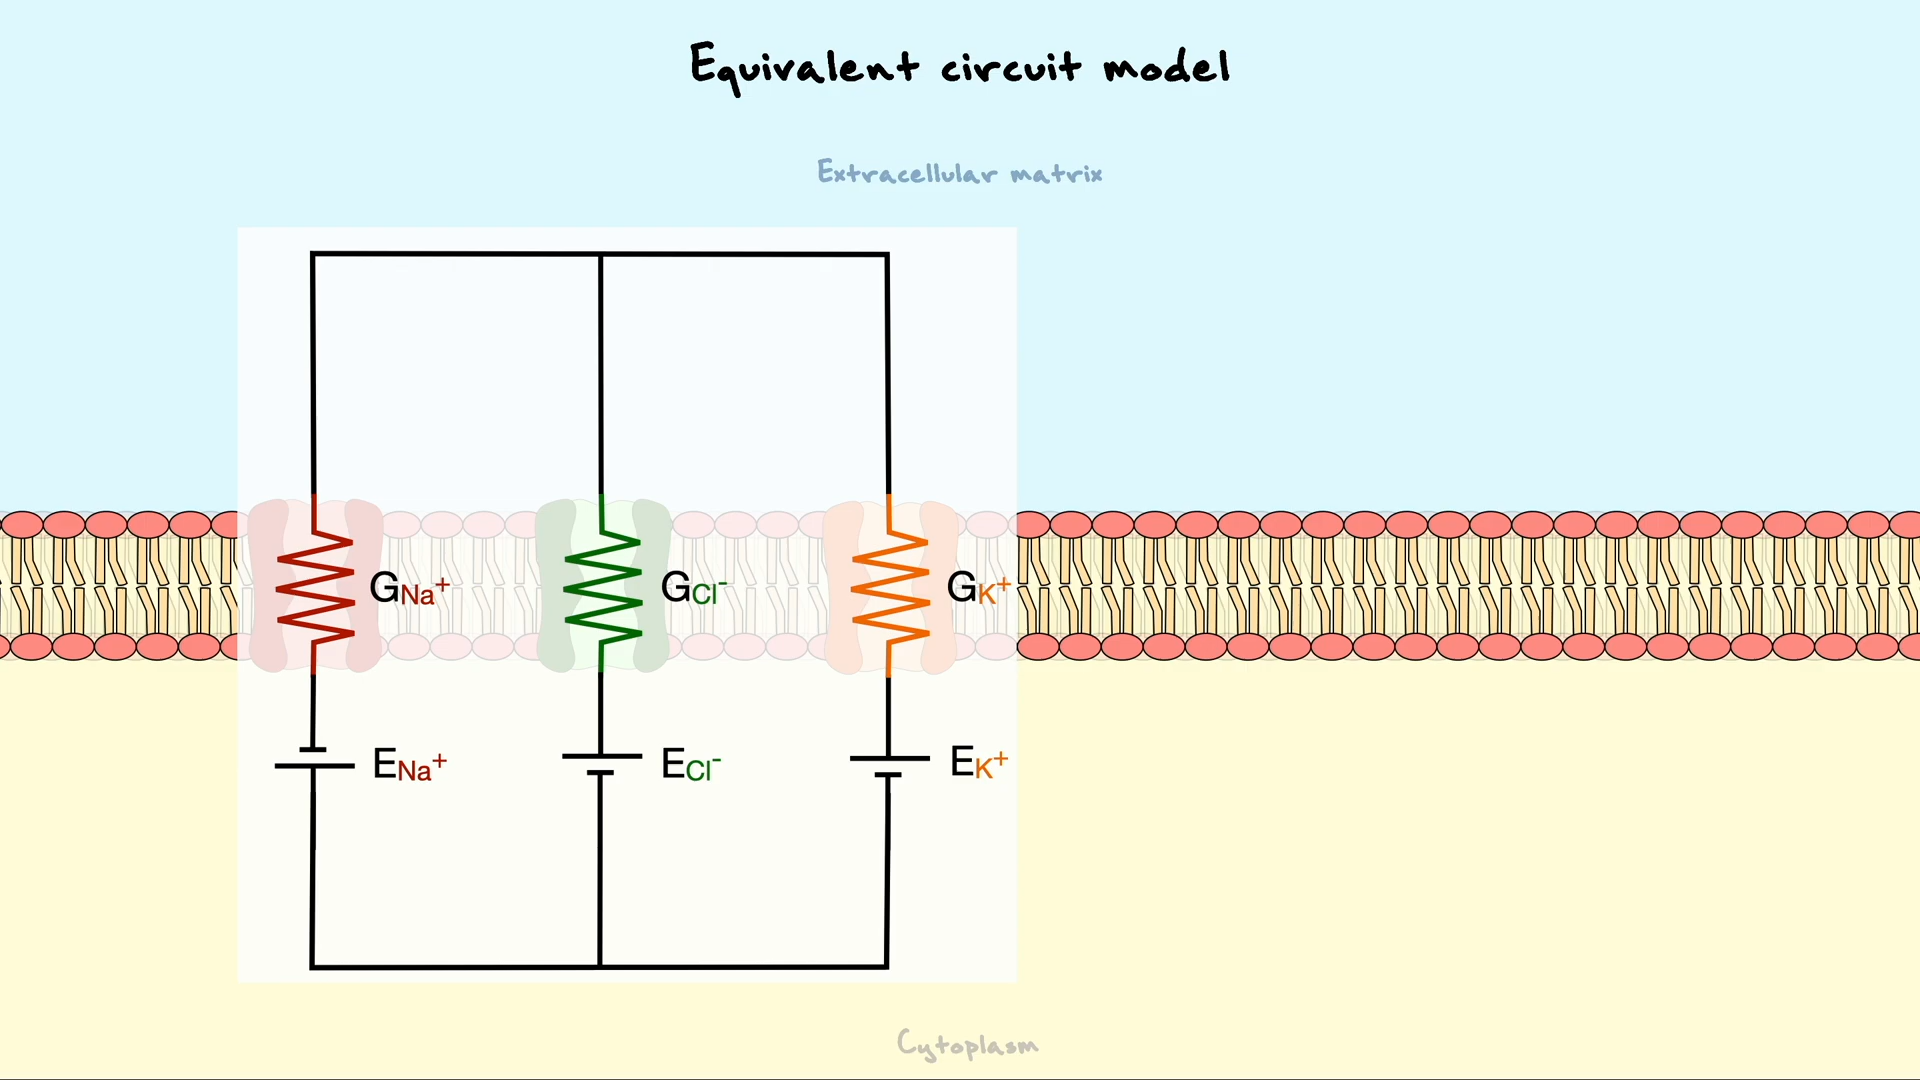 Equivalent circuit model
Extracellular matrix
GNa+ GCl- GK+
ENa+ ECl- EK+
Cytoplasm